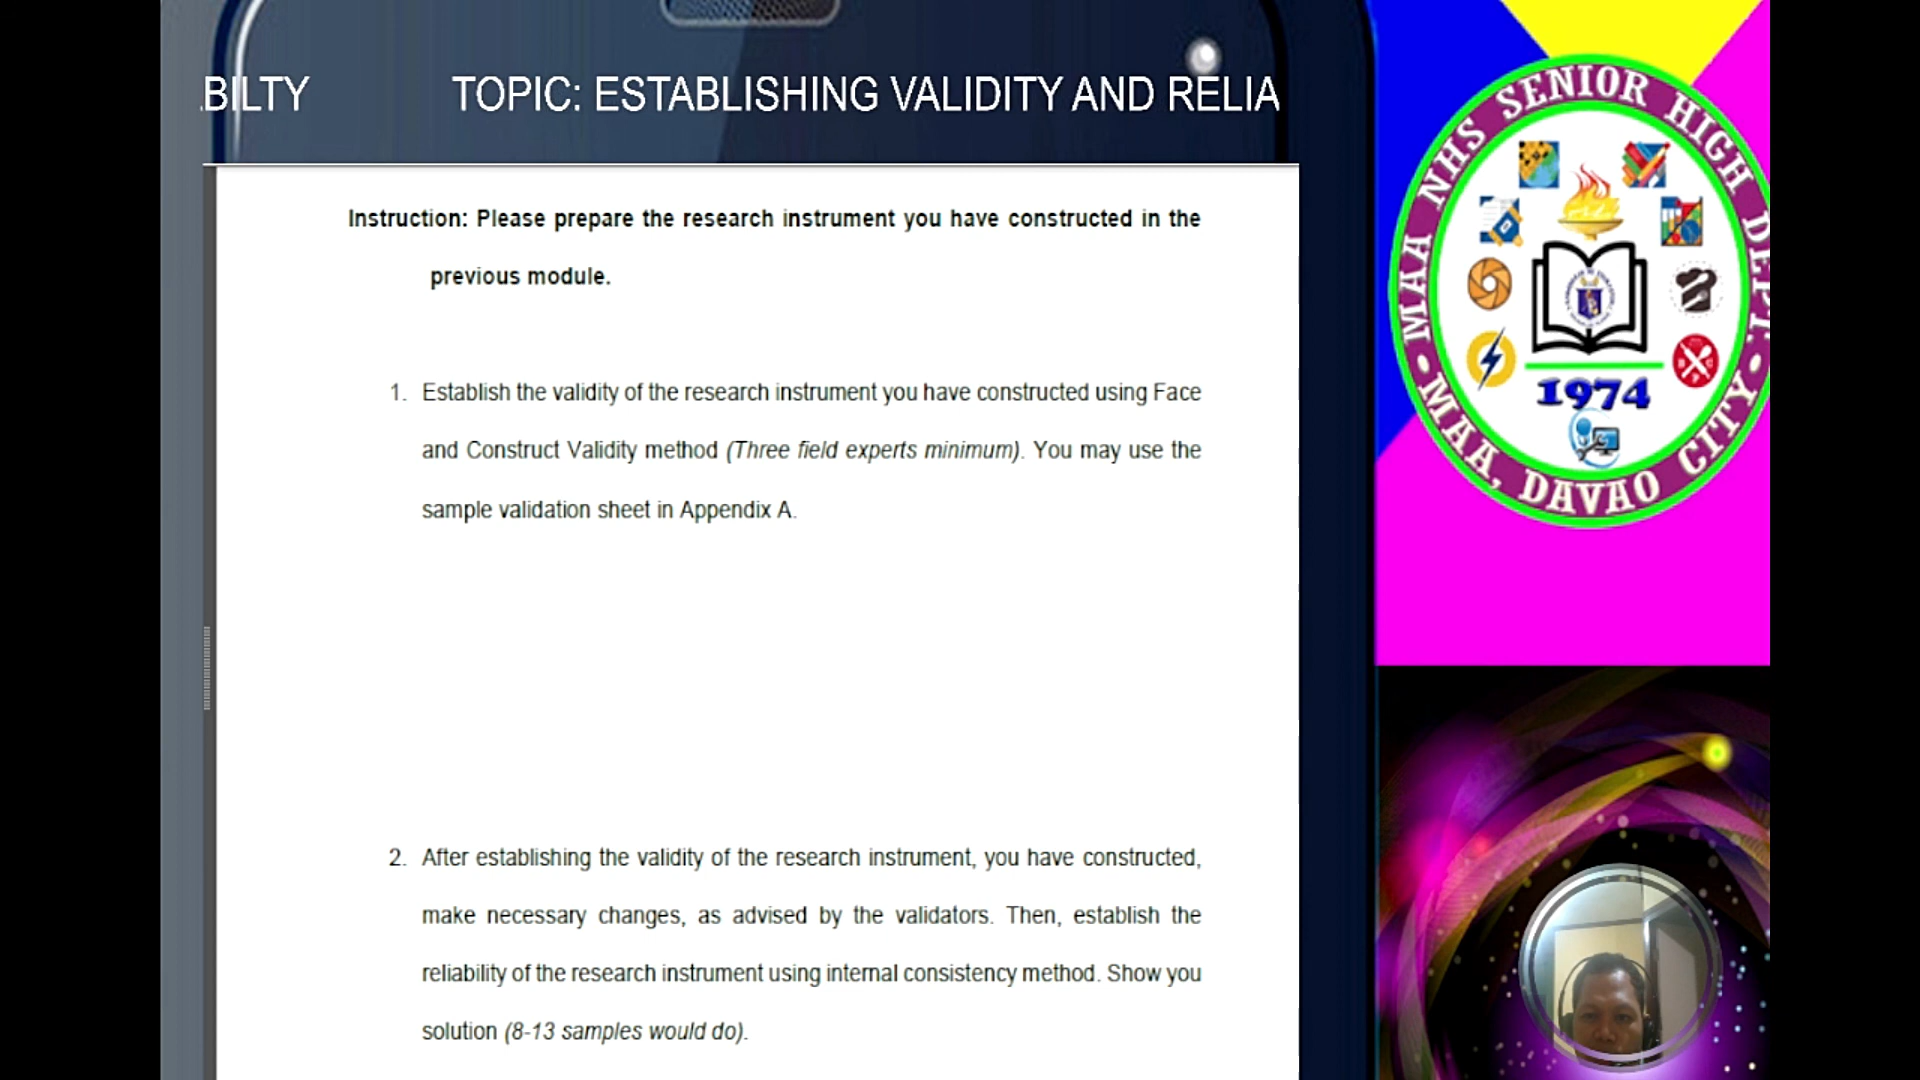 BILTY TOPIC: ESTABLISHING VALIDITY AND RELIA
Instruction: Please prepare the research instrument you have constructed in the
previous module.
1. Establish the validity of the research instrument you have constructed using Face
and Construct Validity method (Three field experts minimum). You may use the
sample validation sheet in Appendix A.
2. After establishing the validity of the research instrument, you have constructed,
make necessary changes, as advised by the validators. Then, establish the
reliability of the research instrument using internal consistency method. Show you
solution (8-13 samples would do).
MAA NHS SENIOR HIGH DEPT.
MAA, DAVAO CITY
1974